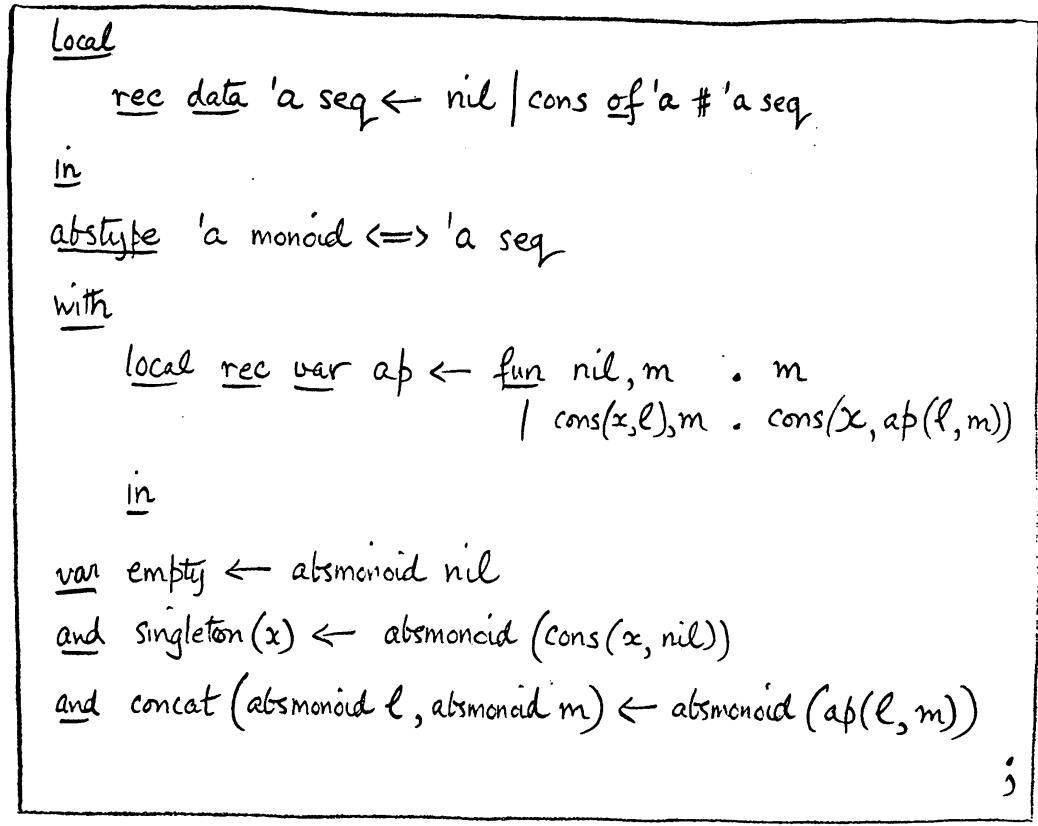 local
rec data 'a seq ← nil | cons of 'a # 'a seq
in
abstype 'a monoid <=> 'a seq
with
local rec var ap ← fun nil, m . m
| cons(x,l), m . cons(x, ap(l, m))
in
var empty ← absmonoid nil
and singleton(x) ← absmonoid (cons(x, nil))
and concat (absmonoid l, absmonoid m) ← absmonoid (ap(l, m))
;